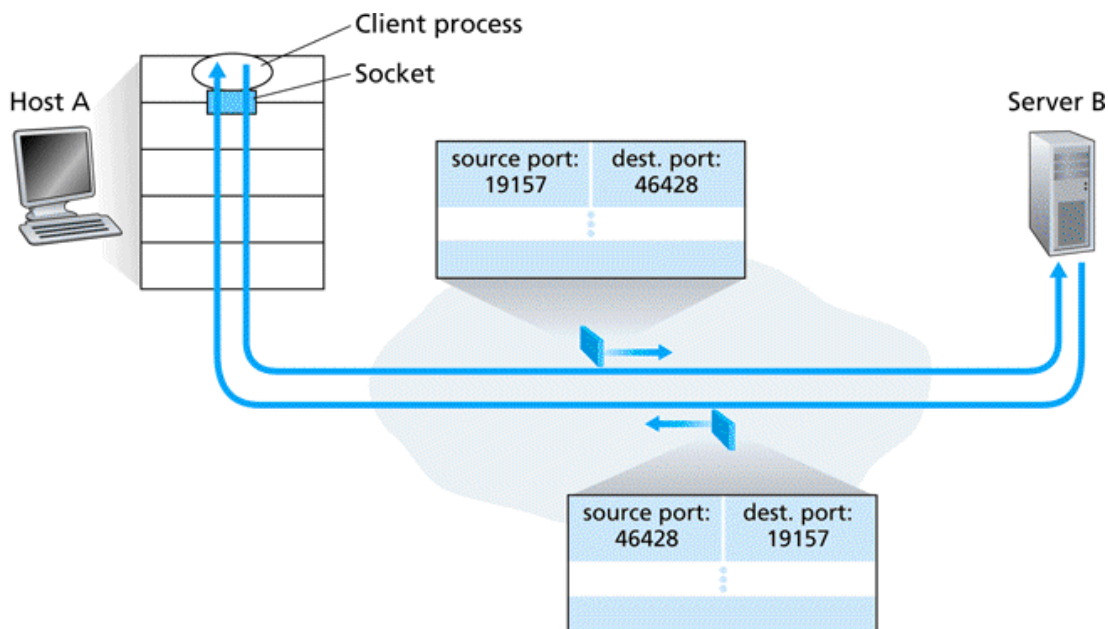 Client process
Socket
Host A
Server B
source port:
19157
dest. port:
46428
source port:
46428
dest. port:
19157